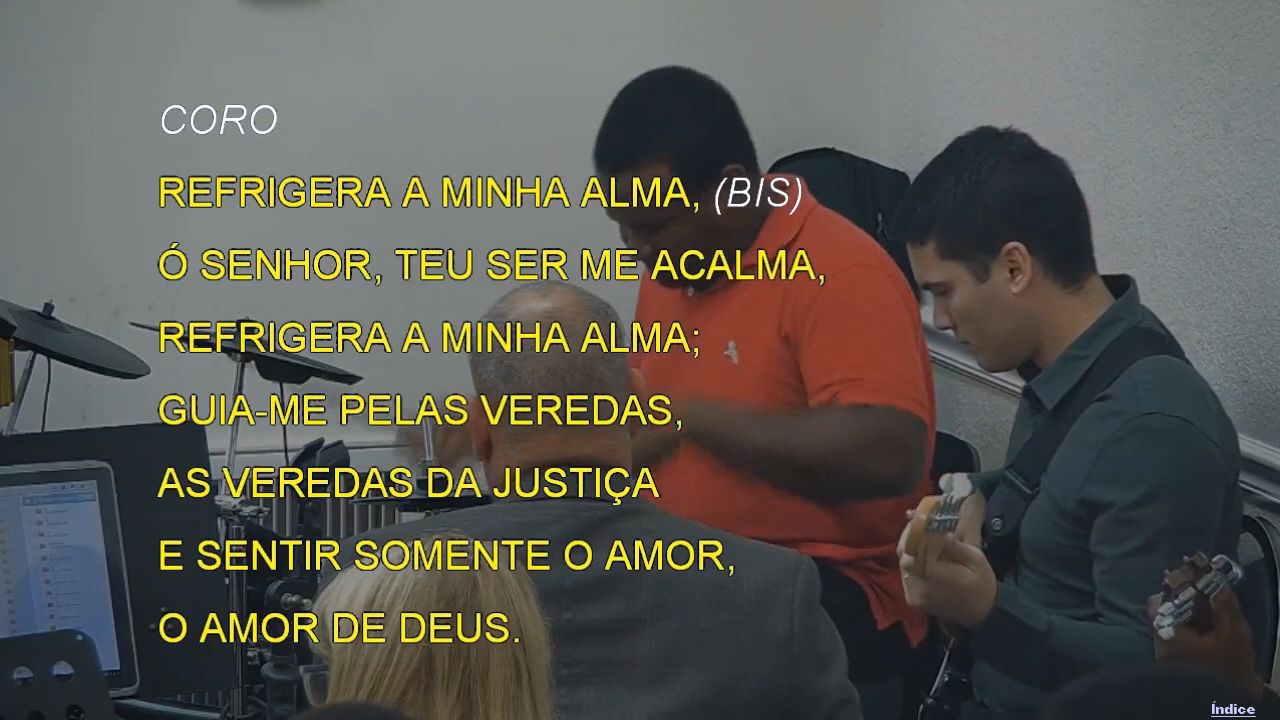 CORO
REFRIGERA A MINHA ALMA, (BIS)
Ó SENHOR, TEU SER ME ACALMA,
REFRIGERA A MINHA ALMA;
GUIA-ME PELAS VEREDAS,
AS VEREDAS DA JUSTIÇA
E SENTIR SOMENTE O AMOR,
O AMOR DE DEUS.
Índice